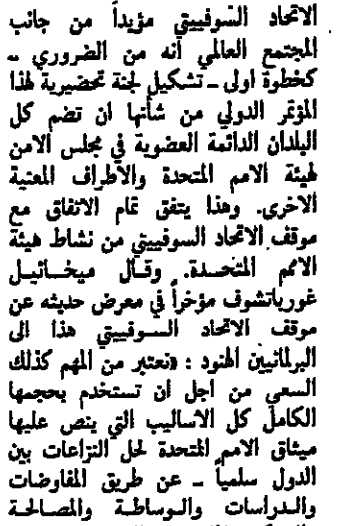 الاتحاد السوفييتي مؤيداً من جانب
المجتمع العالمي انه من الضروري ـ
كخطوة اولى ـ تشكيل لجنة تحضيرية لهذا
المؤتمر الدولي من شأنها ان تضم كل
البلدان الدائمة العضوية في مجلس الامن
لهيئة الامم المتحدة والأطراف المعنية
الاخرى. وهذا يتفق تمام الاتفاق مع
موقف الاتحاد السوفييتي من نشاط هيئة
الامم المتحدة. وقال ميخائيل
غورباتشوف مؤخراً في معرض حديثه عن
موقف الاتحاد السوفييتي هذا الى
البرلمانيين الهنود : «نعتبر من المهم كذلك
السعي من اجل ان تستخدم بحجمها
الكامل كل الاساليب التي ينص عليها
ميثاق الامم المتحدة لحل النزاعات بين
الدول سلمياً ـ عن طريق المفاوضات
والدراسات والوساطة والمصالحة